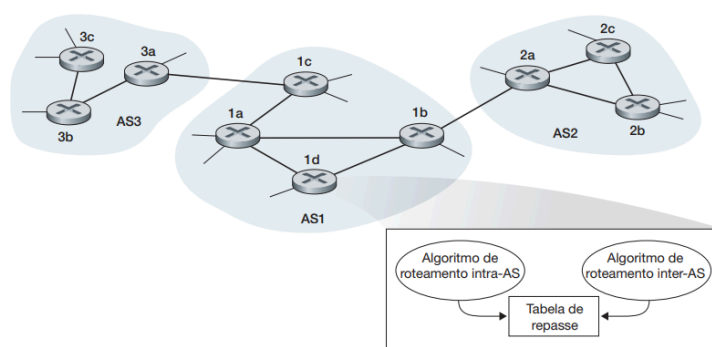 3c
3a
3b
AS3
1c
1a
1b
1d
AS1
2c
2a
2b
AS2
Algoritmo de
roteamento intra-AS
Algoritmo de
roteamento inter-AS
Tabela de
repasse